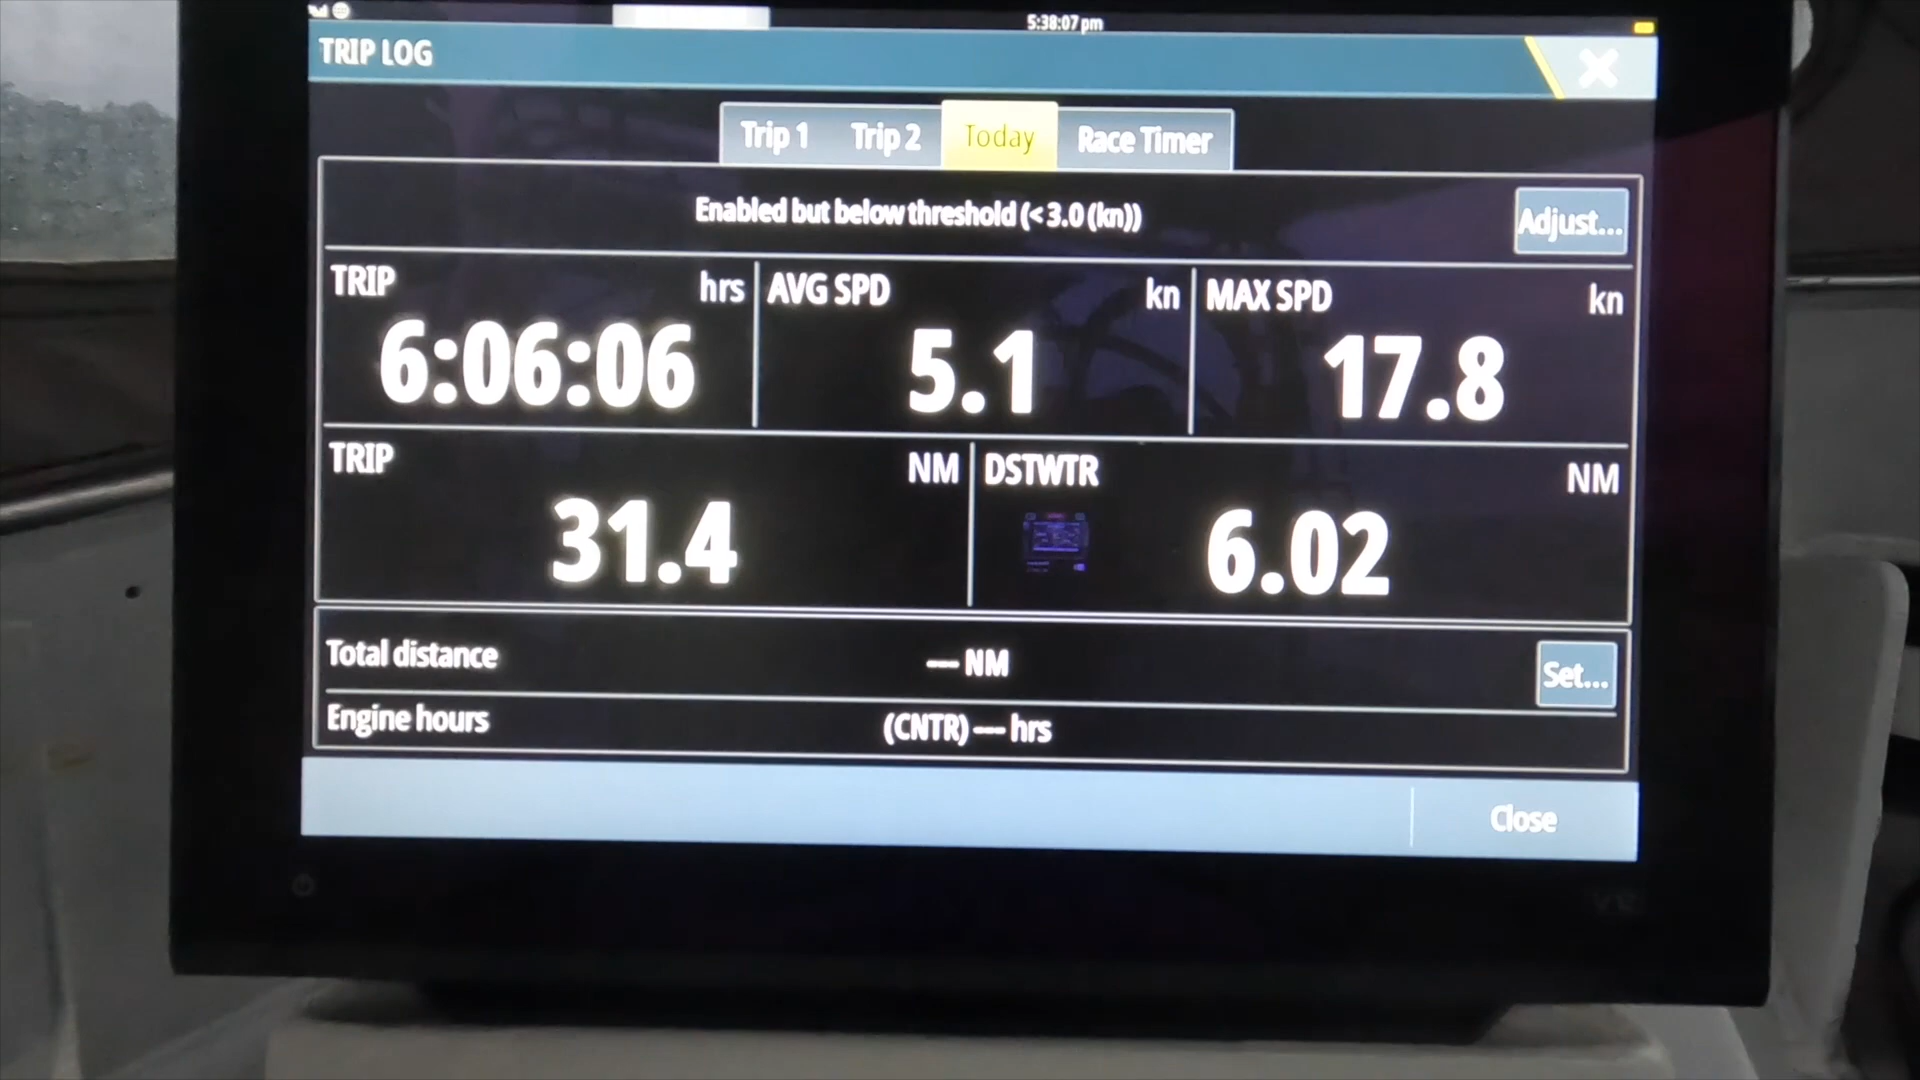 5:38:07 pm
TRIP LOG
Trip 1 Trip 2 Today Race Timer
Enabled but below threshold (< 3.0 (kn)) Adjust...
TRIP hrs AVG SPD kn MAX SPD kn
6:06:06 5.1 17.8
TRIP NM DSTWTR NM
31.4 6.02
Total distance --- NM Set...
Engine hours (CNTR) --- hrs
Close